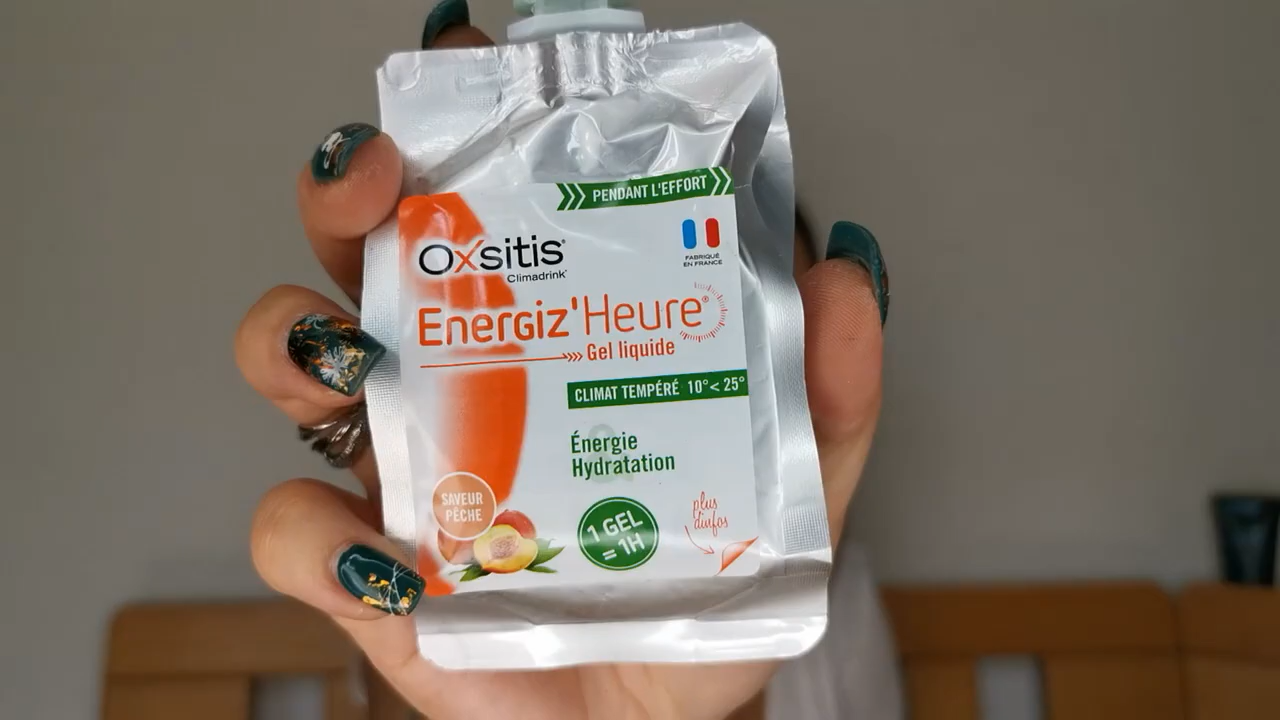 PENDANT L'EFFORT
Oxsitis®
Climadrink®
FABRIQUÉ
EN FRANCE
Energiz'Heure®
Gel liquide
CLIMAT TEMPÉRÉ 10°< 25°
Énergie
&
Hydratation
SAVEUR
PÊCHE
1 GEL
= 1H
plus
d'infos